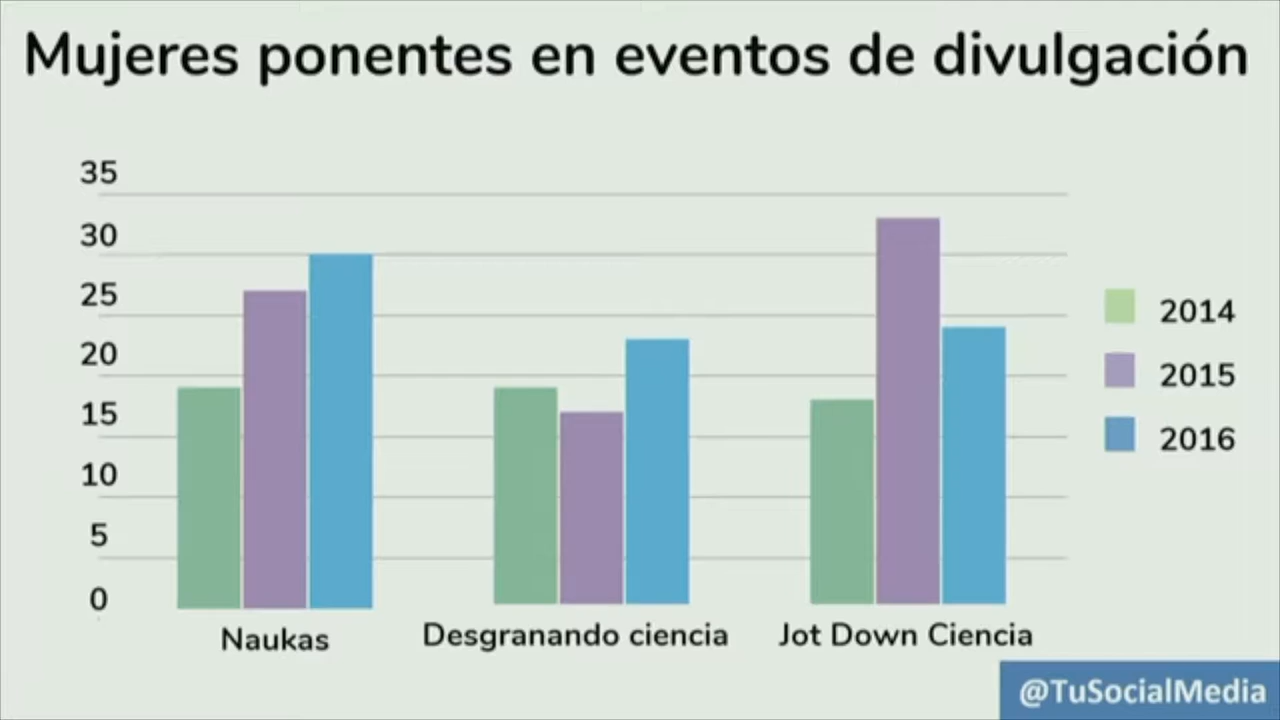 Mujeres ponentes en eventos de divulgación
35
30
25
20
15
10
5
0
2014
2015
2016
Naukas
Desgranando ciencia
Jot Down Ciencia
@TuSocialMedia